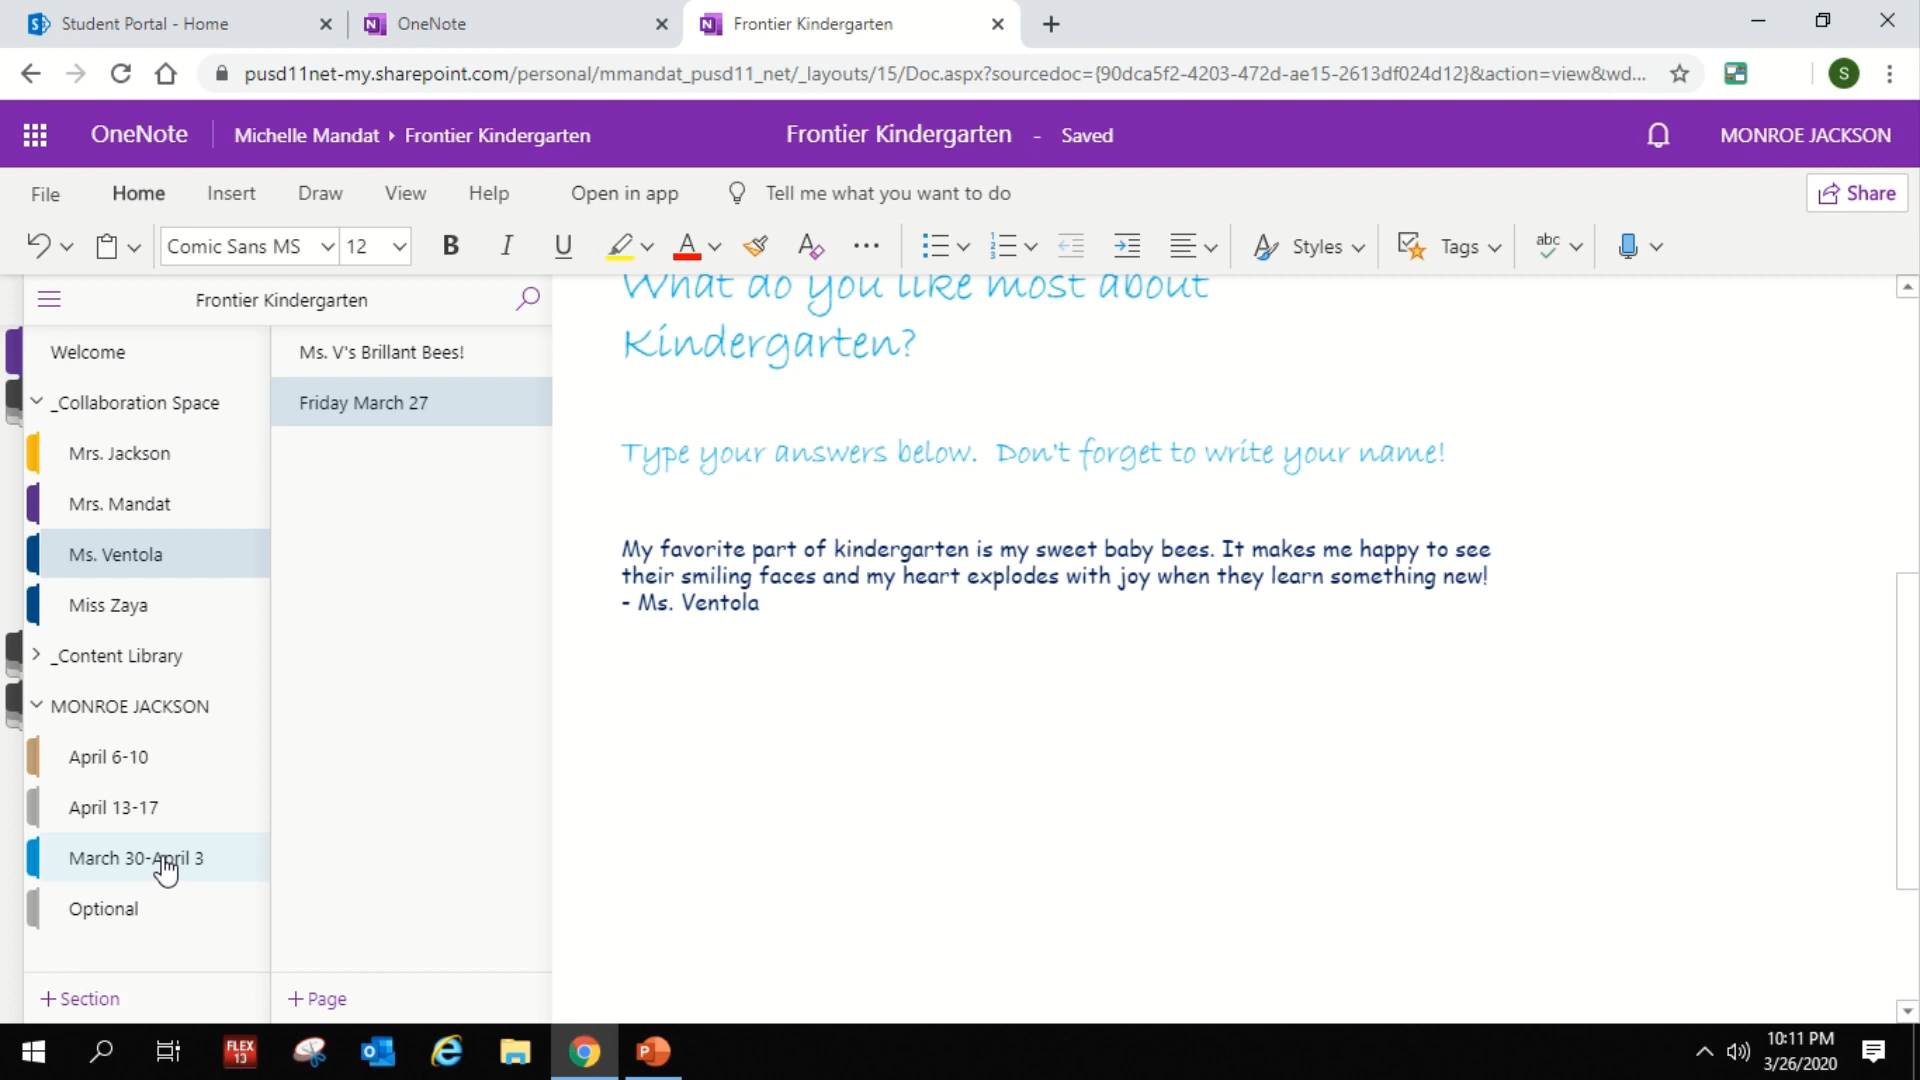 Student Portal - Home
OneNote
Frontier Kindergarten
pusd11net-my.sharepoint.com/personal/mmandat_pusd11_net/_layouts/15/Doc.aspx?sourcedoc={90dca5f2-4203-472d-ae15-2613df024d12}&action=view&wd...
S
OneNote
Michelle Mandat
Frontier Kindergarten
Frontier Kindergarten - Saved
MONROE JACKSON
File
Home
Insert
Draw
View
Help
Open in app
Tell me what you want to do
Share
Comic Sans MS
12
B
I
U
A
A
Styles
Tags
abc
Frontier Kindergarten
Welcome
_Collaboration Space
Mrs. Jackson
Mrs. Mandat
Ms. Ventola
Miss Zaya
_Content Library
MONROE JACKSON
April 6-10
April 13-17
March 30-April 3
Optional
+ Section
Ms. V's Brillant Bees!
Friday March 27
+ Page
What do you like most about
Kindergarten?
Type your answers below. Don't forget to write your name!
My favorite part of kindergarten is my sweet baby bees. It makes me happy to see
their smiling faces and my heart explodes with joy when they learn something new!
- Ms. Ventola
FLEX
13
10:11 PM
3/26/2020